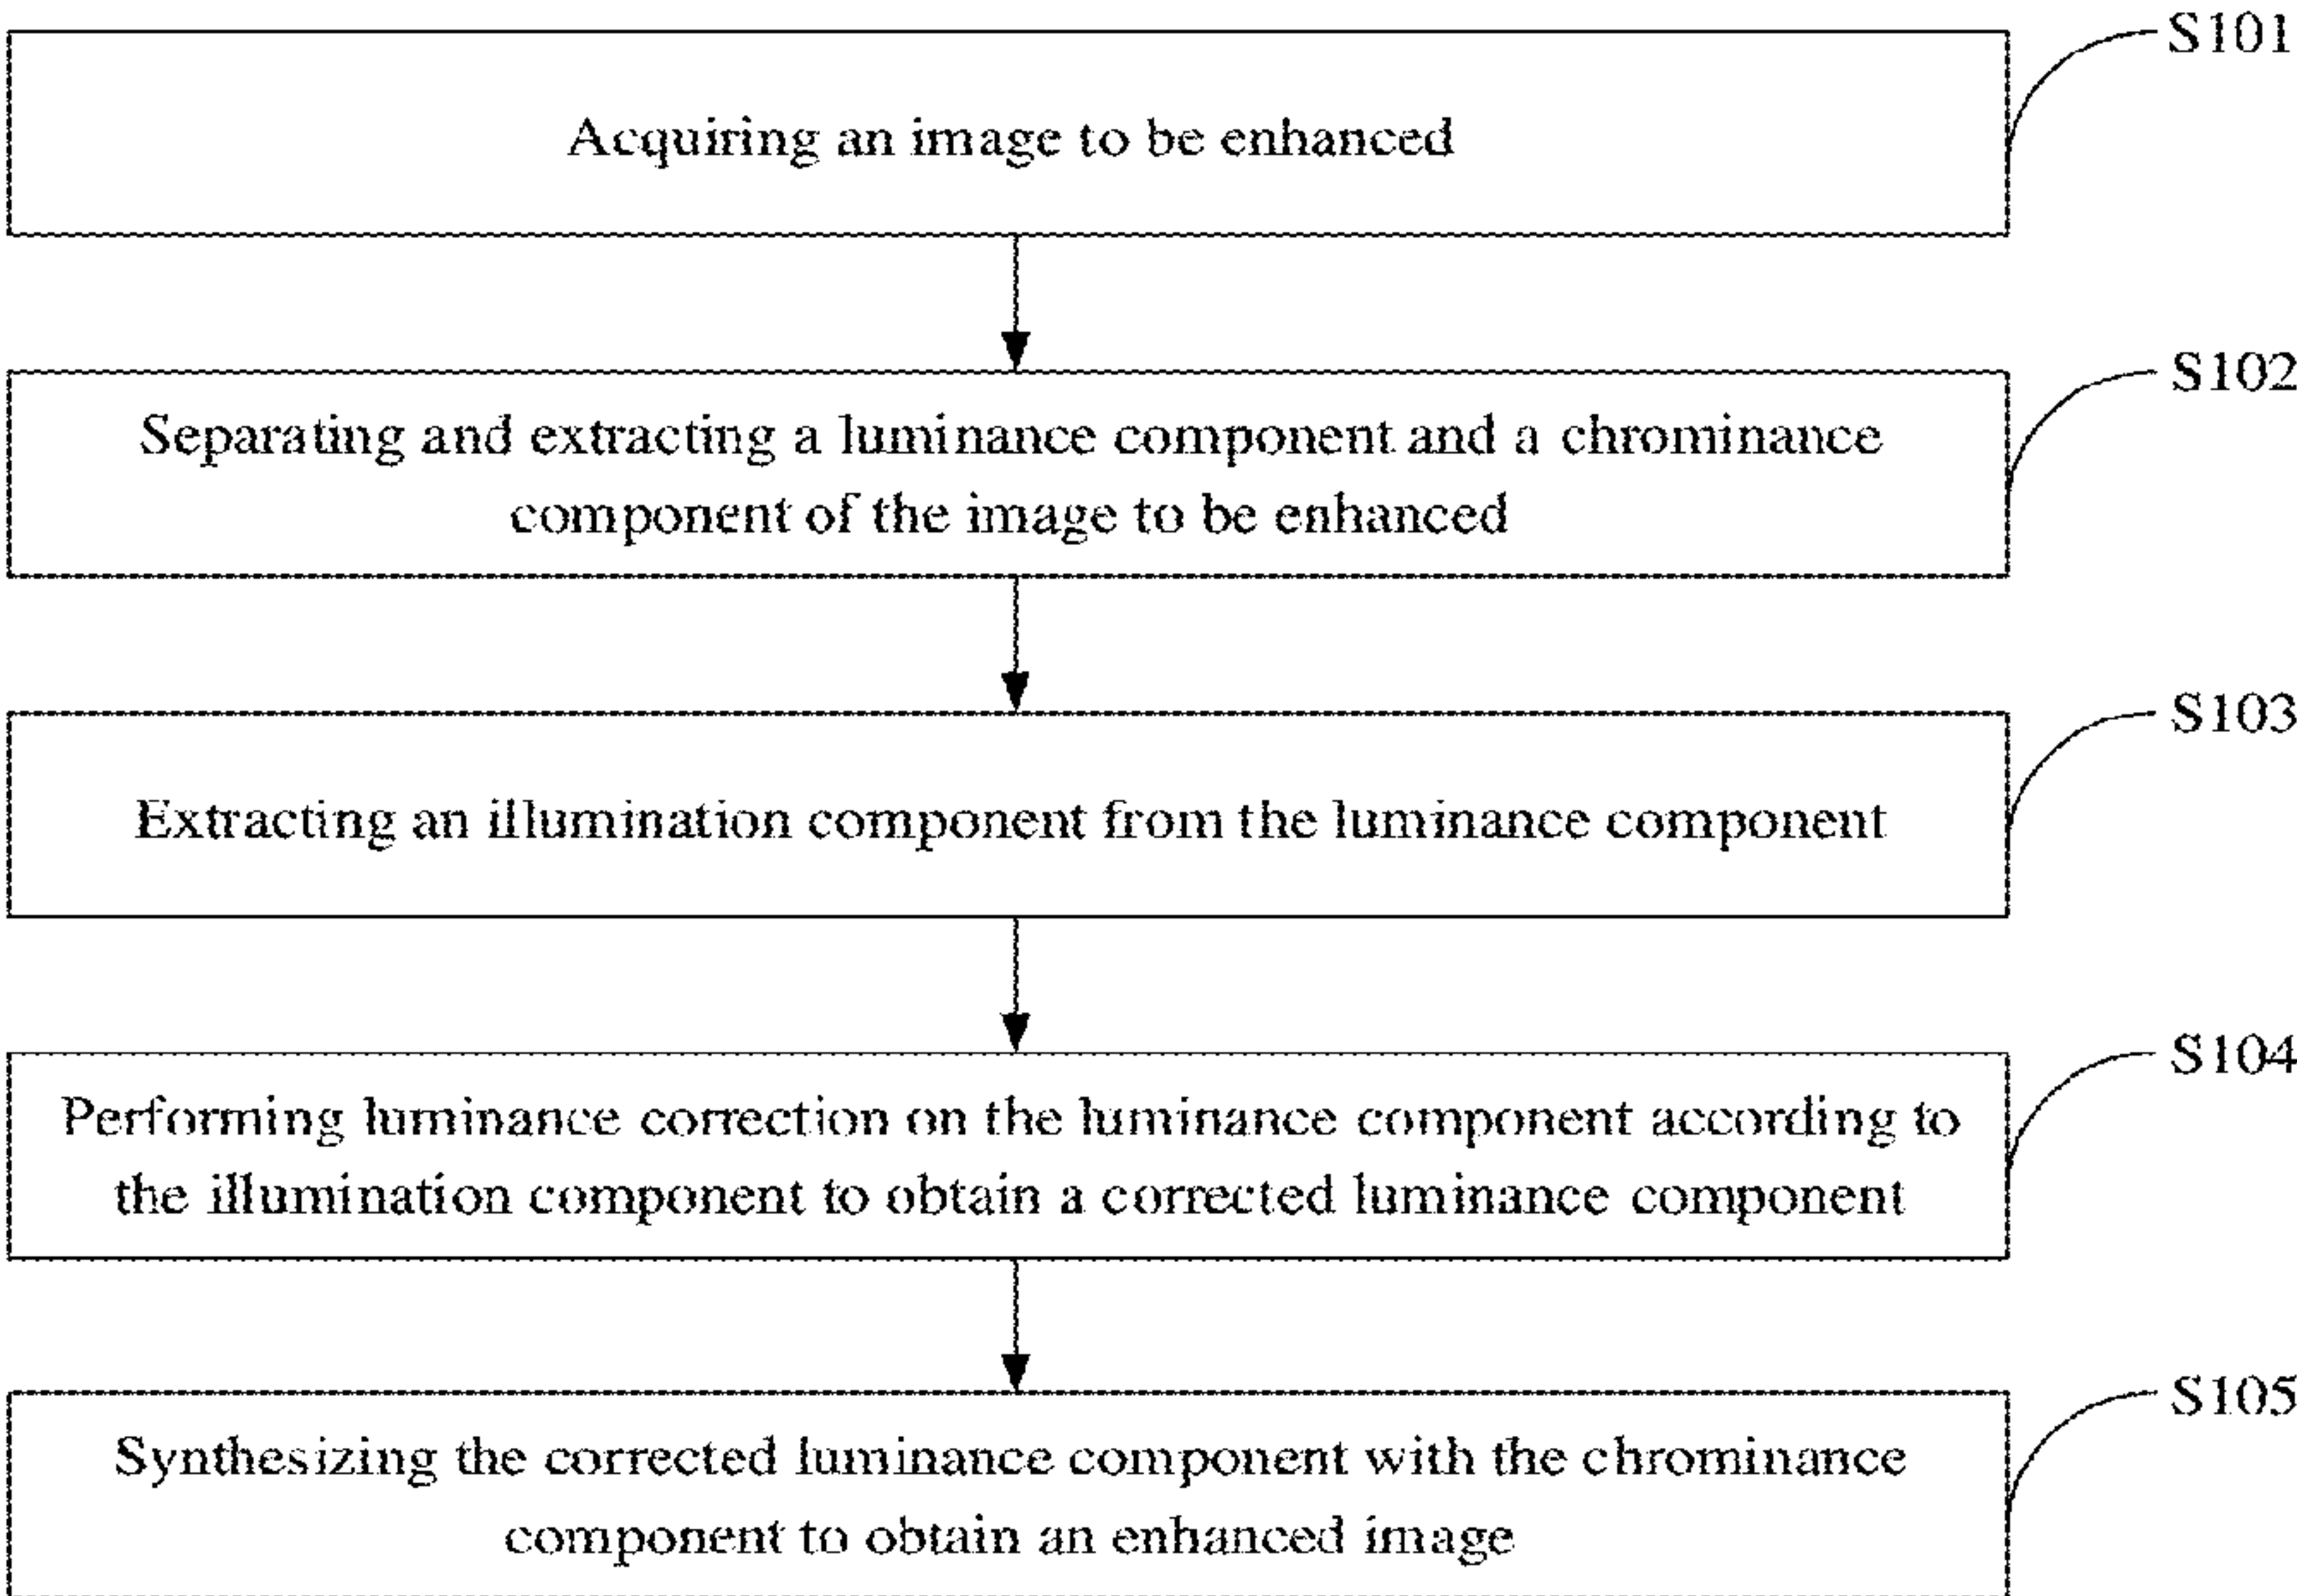 S101
Acquiring an image to be enhanced
S102
Separating and extracting a luminance component and a chrominance
component of the image to be enhanced
S103
Extracting an illumination component from the luminance component
S104
Performing luminance correction on the luminance component according to
the illumination component to obtain a corrected luminance component
S105
Synthesizing the corrected luminance component with the chrominance
component to obtain an enhanced image